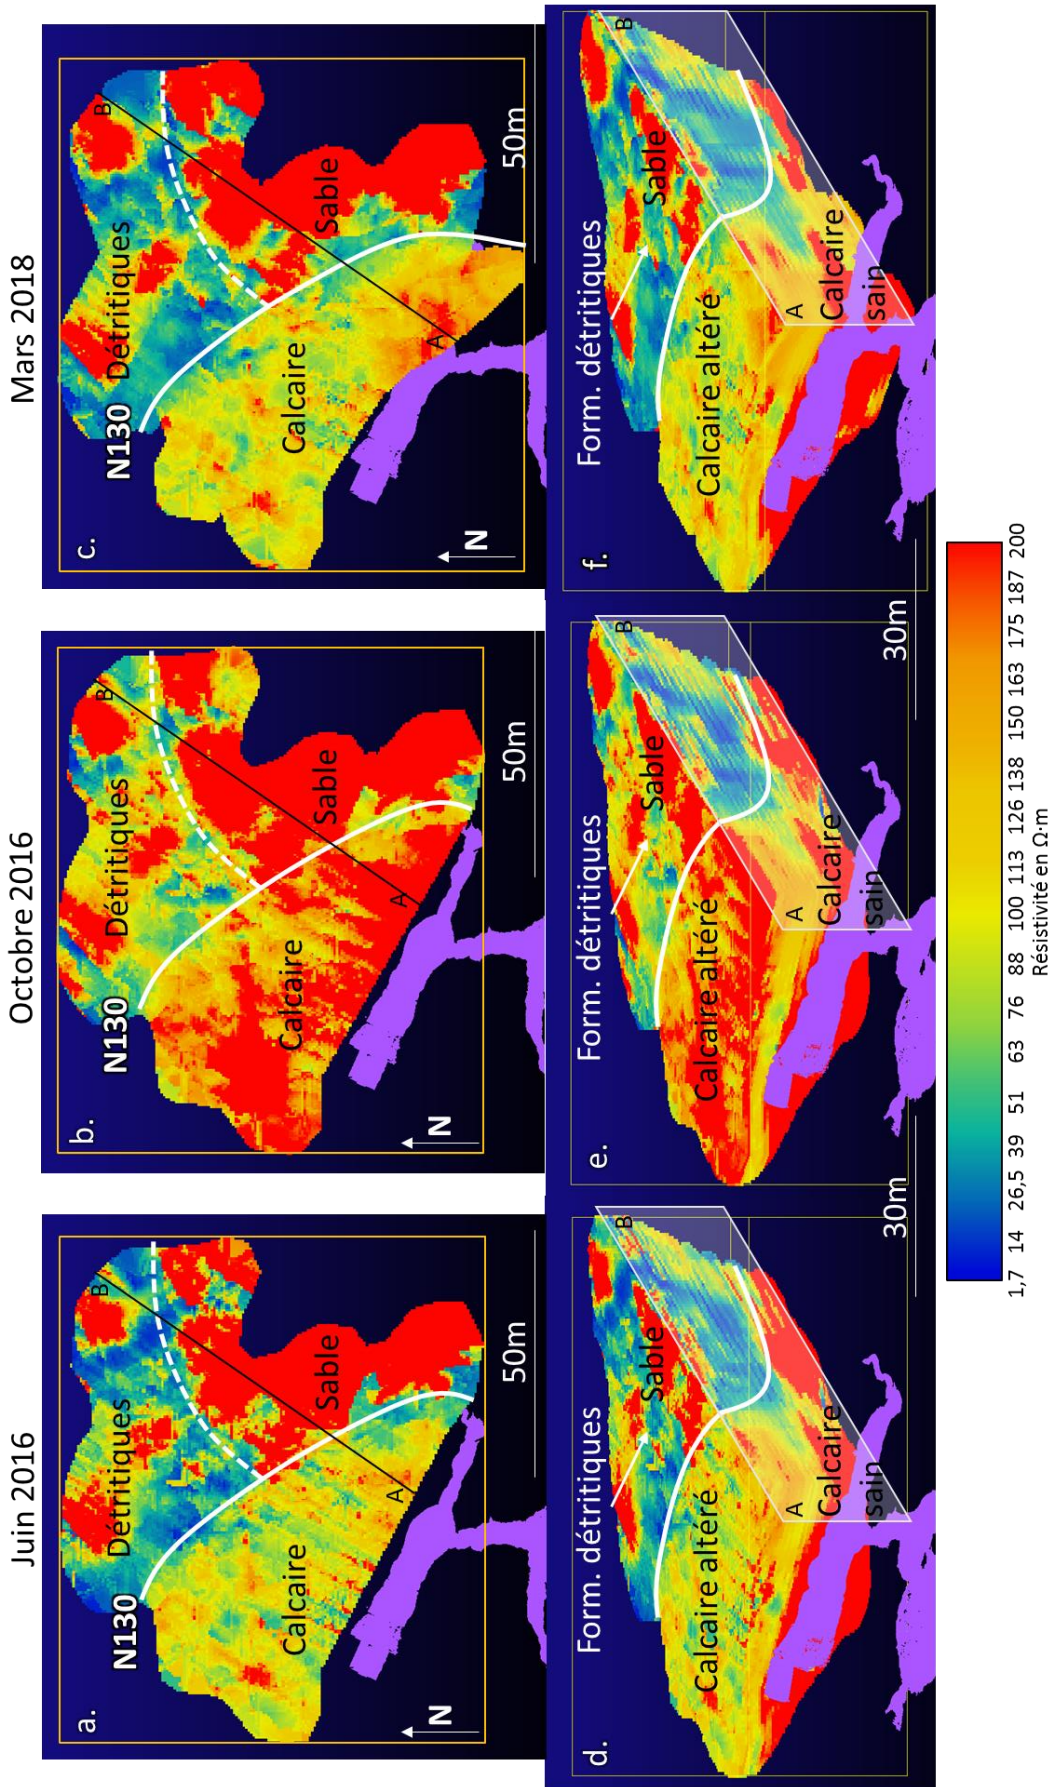 Juin 2016
Octobre 2016
Mars 2018
a.
N130
Détritiques
B
Calcaire
Sable
A
N
50m
b.
N130
Détritiques
B
Calcaire
Sable
A
N
50m
c.
N130
Détritiques
B
Calcaire
Sable
A
N
50m
d.
Form. détritiques
B
Sable
Calcaire altéré
A
Calcaire
sain
30m
e.
Form. détritiques
B
Sable
Calcaire altéré
A
Calcaire
sain
30m
f.
Form. détritiques
B
Sable
Calcaire altéré
A
Calcaire
sain
1,7 14 26,5 39 51 63 76 88 100 113 126 138 150 163 175 187 200
Résistivité en Ω·m